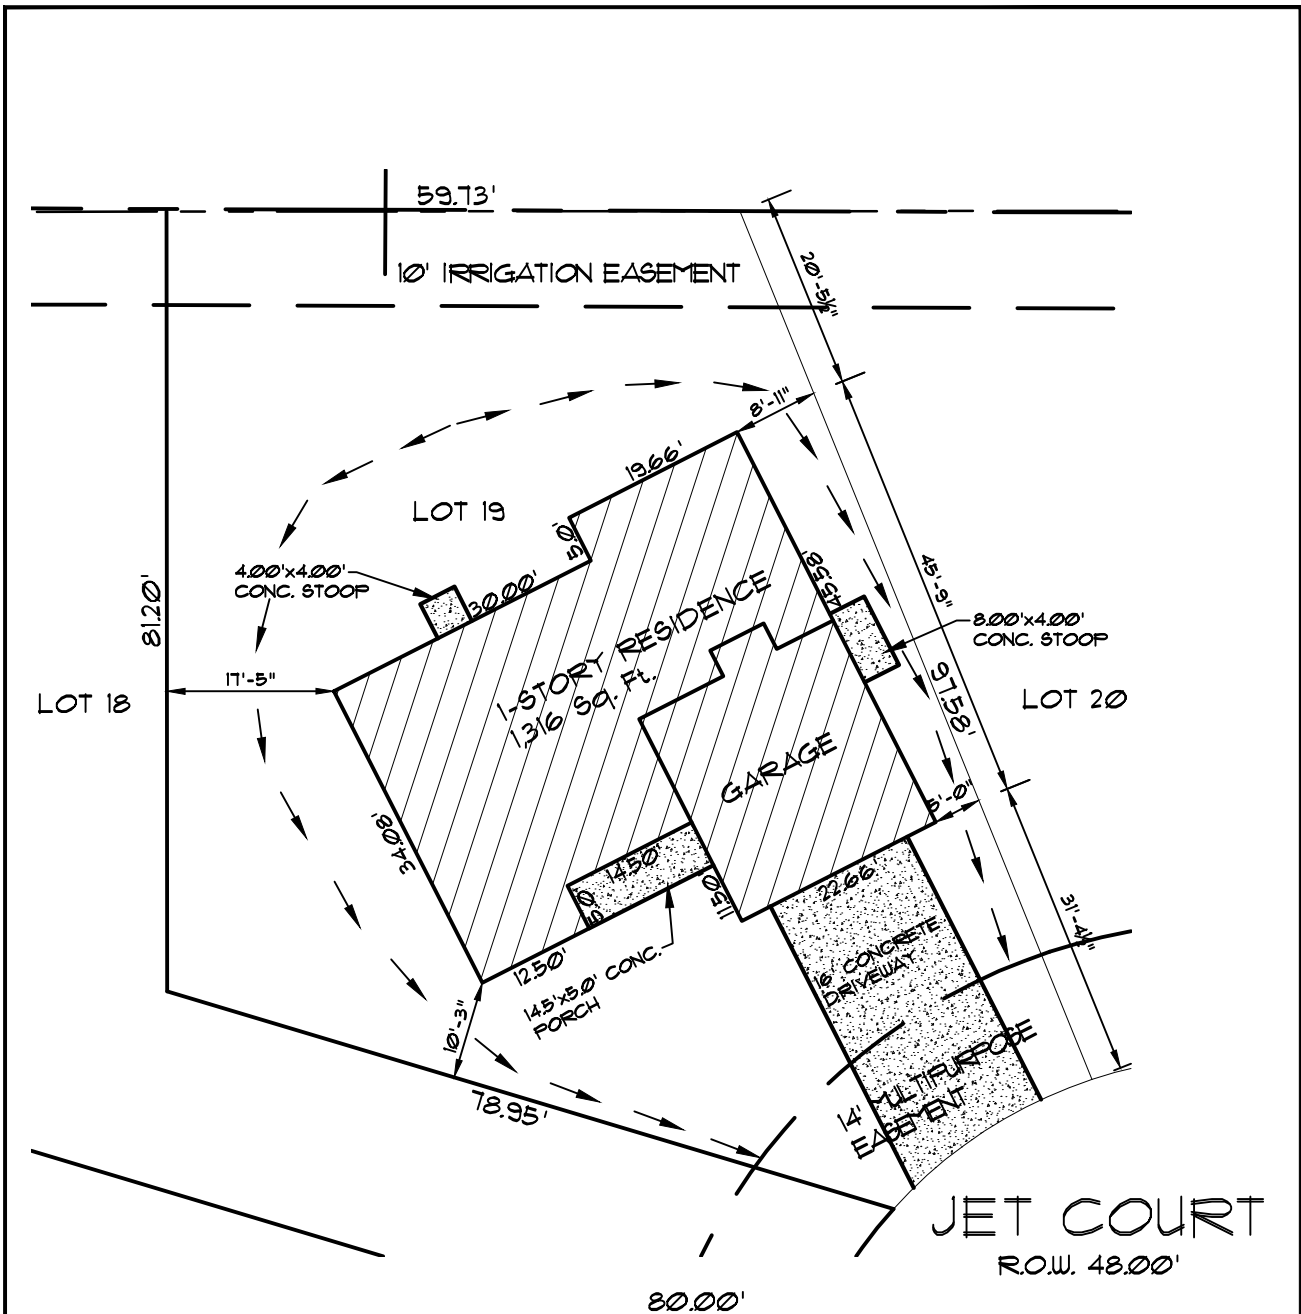 59.73'
10' IRRIGATION EASEMENT
20'-5½"
8'-11"
19.66'
LOT 19
5.0'
4.00'x4.00'
CONC. STOOP
30.00'
45.58'
45'-9"
81.20'
8.00'x4.00'
CONC. STOOP
1-STORY RESIDENCE
1,316 Sq. Ft.
17'-5"
LOT 18
97.58'
LOT 20
GARAGE
5'-0"
34.08'
14.50'
22.66'
5.0'
11.50'
12.50'
14.5'x5.0' CONC.
PORCH
16' CONCRETE
DRIVEWAY
10'-3"
14' MULTIPURPOSE
EASEMENT
78.95'
JET COURT
R.O.W. 48.00'
80.00'